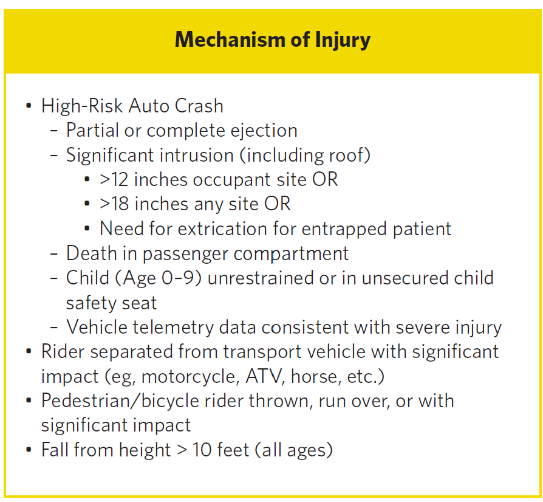 Mechanism of Injury
• High-Risk Auto Crash
– Partial or complete ejection
– Significant intrusion (including roof)
• >12 inches occupant site OR
• >18 inches any site OR
• Need for extrication for entrapped patient
– Death in passenger compartment
– Child (Age 0–9) unrestrained or in unsecured child
safety seat
– Vehicle telemetry data consistent with severe injury
• Rider separated from transport vehicle with significant
impact (eg, motorcycle, ATV, horse, etc.)
• Pedestrian/bicycle rider thrown, run over, or with
significant impact
• Fall from height > 10 feet (all ages)